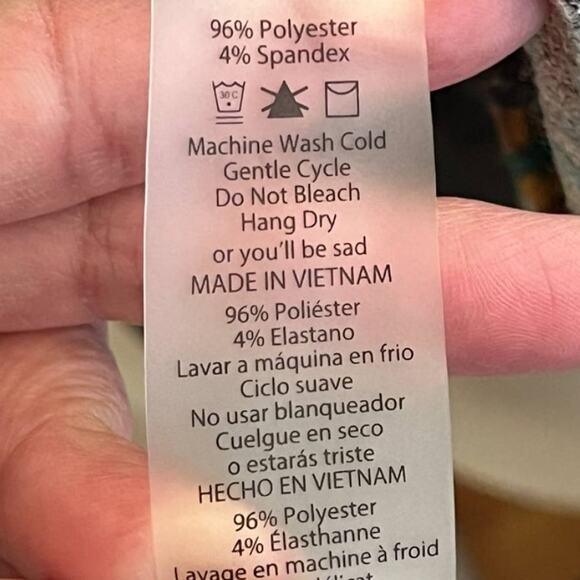 96% Polyester
4% Spandex
30°C
Machine Wash Cold
Gentle Cycle
Do Not Bleach
Hang Dry
or you'll be sad
MADE IN VIETNAM
96% Poliéster
4% Elastano
Lavar a máquina en frio
Ciclo suave
No usar blanqueador
Cuelgue en seco
o estarás triste
HECHO EN VIETNAM
96% Polyester
4% Élasthanne
Lavage en machine à froid